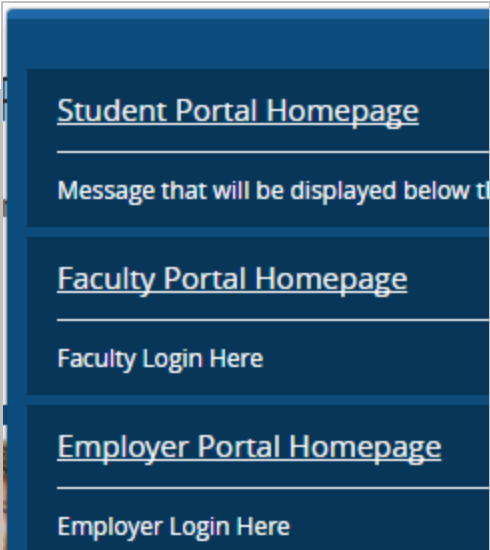 Student Portal Homepage
Message that will be displayed below
Faculty Portal Homepage
Faculty Login Here
Employer Portal Homepage
Employer Login Here